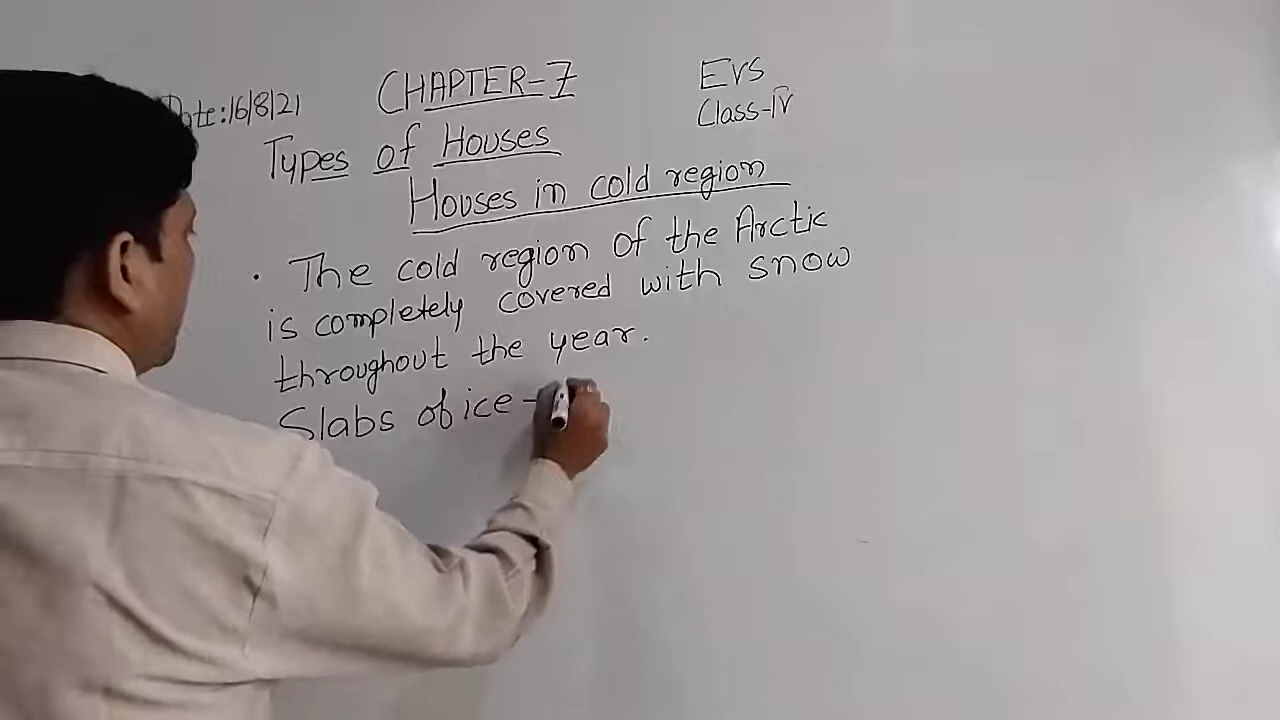 Date:16/8/21
CHAPTER-7
EVS
Class-IV
Types of Houses
Houses in cold region
· The cold region of the Arctic
is completely covered with snow
throughout the year.
Slabs of ice -